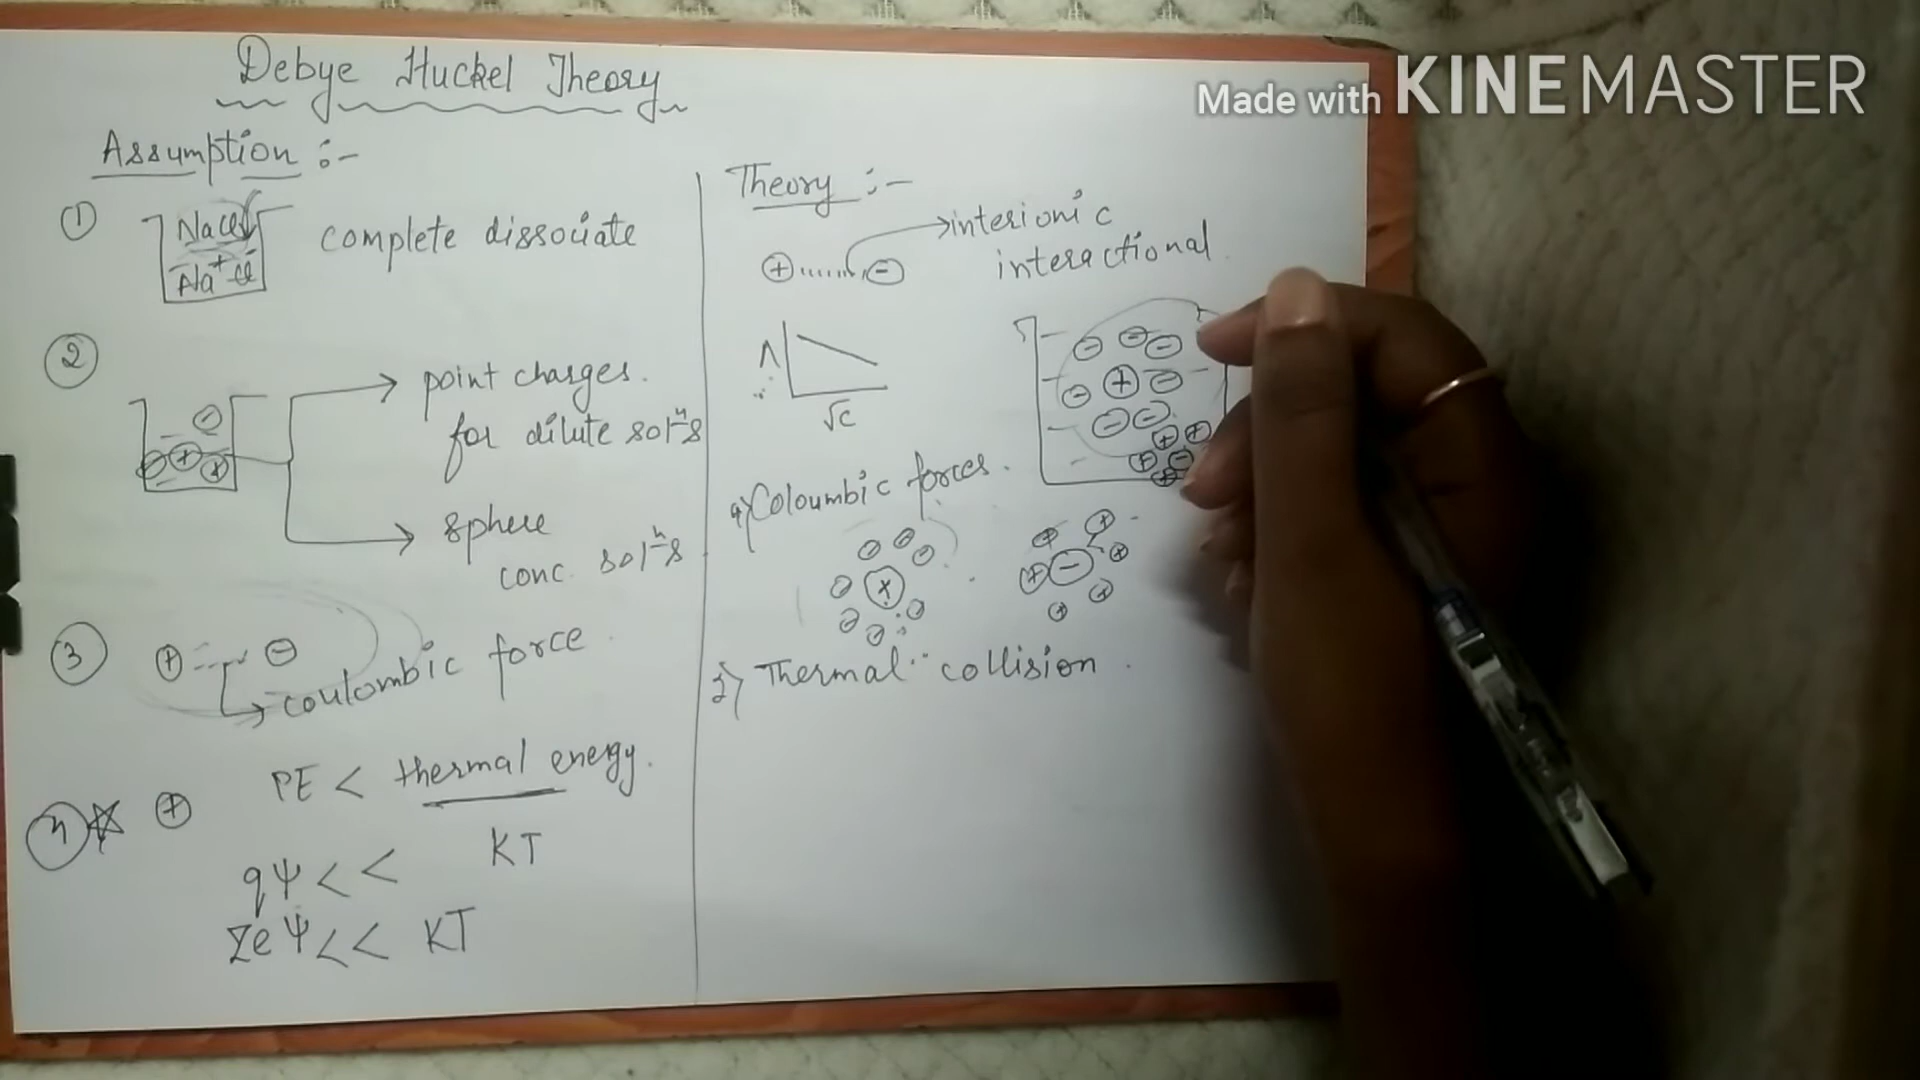 Debye Huckel Theory
Assumption :-
① NaCl complete dissociate
Na⁺ Cl⁻
② point charges.
for dilute solⁿs
sphere
conc. solⁿs
③ ⊕ ⊖
coulombic force
④ ⊕ PE < thermal energy.
qΨ << KT
zeΨ << KT
Theory :-
⊕......⊖ interionic
interactional
Λ
√c
Coloumbic forces.
2) Thermal collision.
Made with KINEMASTER